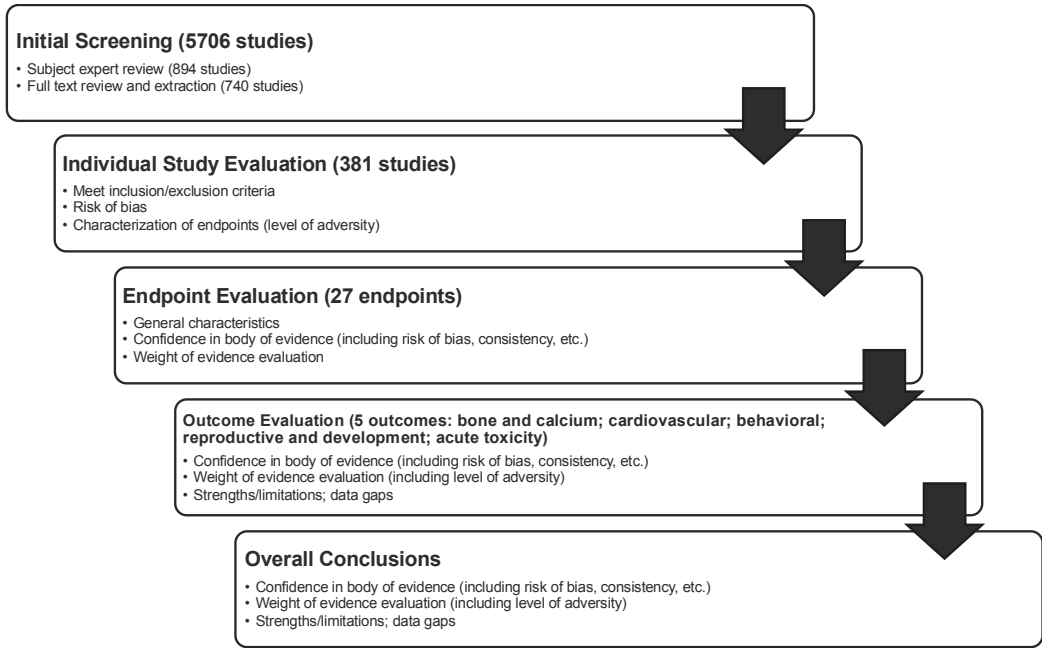 Initial Screening (5706 studies)
• Subject expert review (894 studies)
• Full text review and extraction (740 studies)
Individual Study Evaluation (381 studies)
• Meet inclusion/exclusion criteria
• Risk of bias
• Characterization of endpoints (level of adversity)
Endpoint Evaluation (27 endpoints)
• General characteristics
• Confidence in body of evidence (including risk of bias, consistency, etc.)
• Weight of evidence evaluation
Outcome Evaluation (5 outcomes: bone and calcium; cardiovascular; behavioral;
reproductive and development; acute toxicity)
• Confidence in body of evidence (including risk of bias, consistency, etc.)
• Weight of evidence evaluation (including level of adversity)
• Strengths/limitations; data gaps
Overall Conclusions
• Confidence in body of evidence (including risk of bias, consistency, etc.)
• Weight of evidence evaluation (including level of adversity)
• Strengths/limitations; data gaps